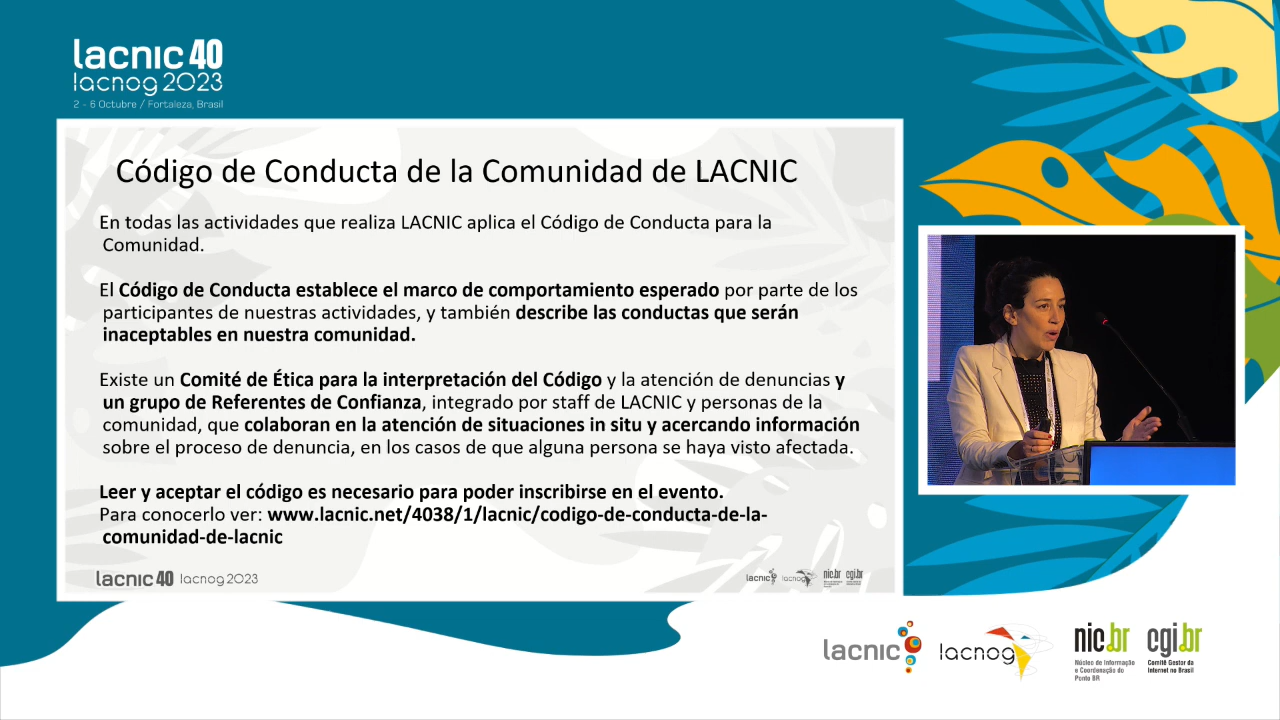 lacnic 40
lacnog 2023
2 - 6 Octubre / Fortaleza, Brasil
Código de Conducta de la Comunidad de LACNIC
En todas las actividades que realiza LACNIC aplica el Código de Conducta para la
Comunidad.
El Código de Conducta establece el marco de comportamiento esperado por parte de los
participantes de nuestras actividades, y también describe las conductas que serán
inaceptables en nuestra comunidad.
Existe un Comité de Ética para la interpretación del Código y la atención de denuncias y
un grupo de Referentes de Confianza, integrado por staff de LACNIC y personas de la
comunidad, que colaboran en la atención de situaciones in situ y acercando información
sobre el proceso de denuncia, en los casos de que alguna persona se haya visto afectada.
Leer y aceptar el código es necesario para poder inscribirse en el evento.
Para conocerlo ver: www.lacnic.net/4038/1/lacnic/codigo-de-conducta-de-la-
comunidad-de-lacnic
lacnic 40 lacnog 2023
lacnic lacnog nic.br cgi.br
lacnic lacnog nic.br cgi.br
Núcleo de Informação
e Coordenação do
Ponto BR
Comitê Gestor da
Internet no Brasil